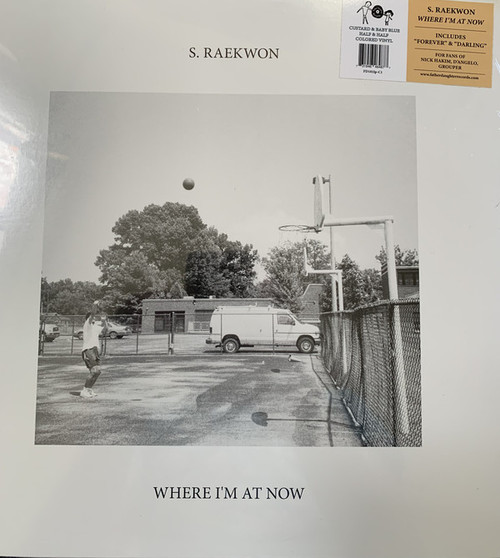 S. RAEKWON
CUSTARD & BABY BLUE
HALF & HALF
COLORED VINYL
S. RAEKWON
WHERE I'M AT NOW
INCLUDES
"FOREVER" & "DARLING"
FOR FANS OF
NICK HAKIM, D'ANGELO,
GROUPER
WHERE I'M AT NOW